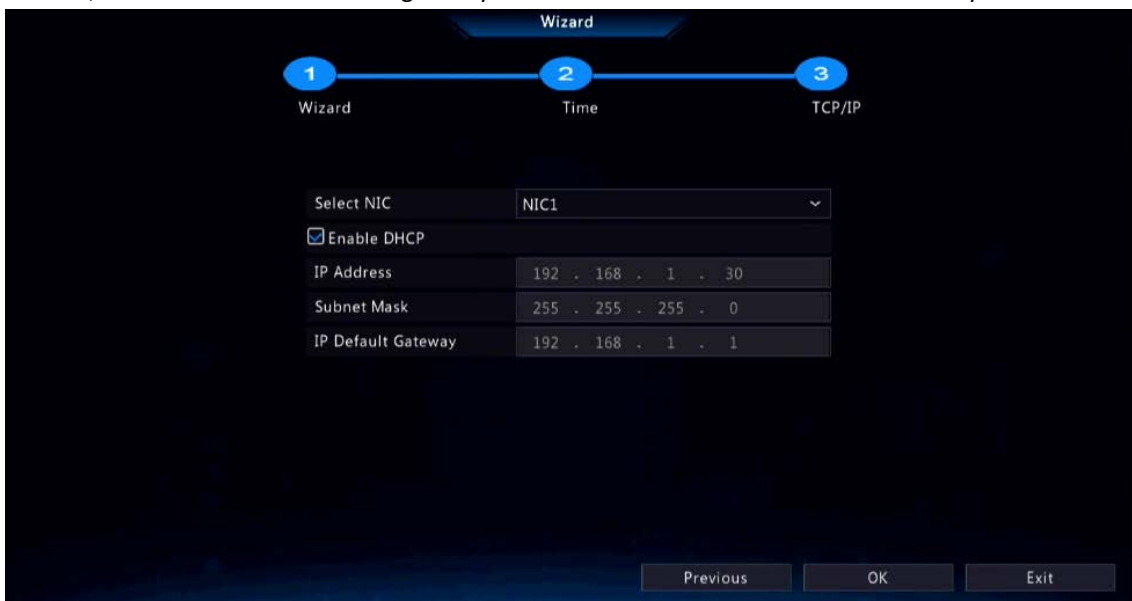 Wizard
1 2 3
Wizard Time TCP/IP
Select NIC NIC1
Enable DHCP
IP Address 192 . 168 . 1 . 30
Subnet Mask 255 . 255 . 255 . 0
IP Default Gateway 192 . 168 . 1 . 1
Previous OK Exit